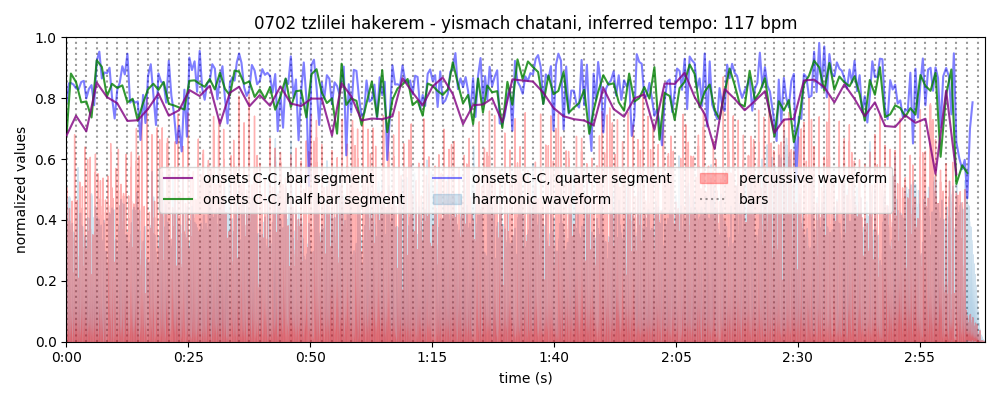 0702 tzlilei hakerem - yismach chatani, inferred tempo: 117 bpm
1.0
0.8
0.6
0.4
0.2
0.0
normalized values
onsets C-C, bar segment
onsets C-C, half bar segment
onsets C-C, quarter segment
harmonic waveform
percussive waveform
bars
0:00 0:25 0:50 1:15 1:40 2:05 2:30 2:55
time (s)